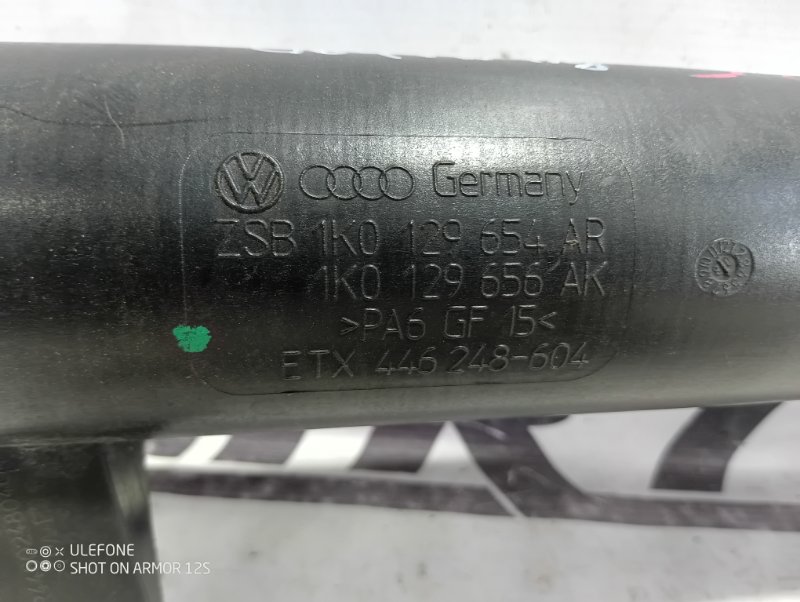 Germany
ZSB 1K0 129 654 AR
1K0 129 656 AK
>PA6 GF 15<
ETX 446 248-604
ULEFONE
SHOT ON ARMOR 12S